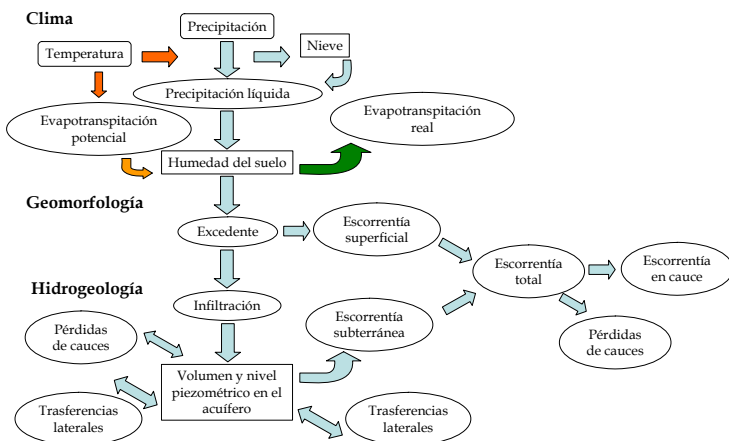 Clima
Precipitación
Temperatura
Nieve
Precipitación líquida
Evapotranspitación
potencial
Evapotranspitación
real
Humedad del suelo
Geomorfología
Excedente
Escorrentía
superficial
Escorrentía
total
Escorrentía
en cauce
Hidrogeología
Infiltración
Escorrentía
subterránea
Pérdidas
de cauces
Pérdidas
de cauces
Volumen y nivel
piezométrico en el
acuífero
Trasferencias
laterales
Trasferencias
laterales